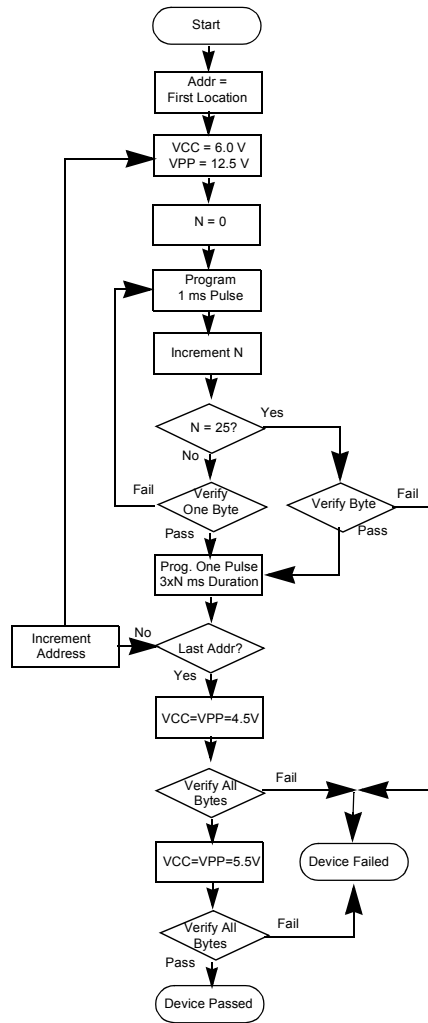 Start
Addr =
First Location
VCC = 6.0 V
VPP = 12.5 V
N = 0
Program
1 ms Pulse
Increment N
N = 25?
Yes
No
Verify
One Byte
Fail
Pass
Verify Byte
Fail
Pass
Prog. One Pulse
3xN ms Duration
Increment
Address
No
Last Addr?
Yes
VCC=VPP=4.5V
Verify All
Bytes
Fail
VCC=VPP=5.5V
Device Failed
Verify All
Bytes
Fail
Pass
Device Passed